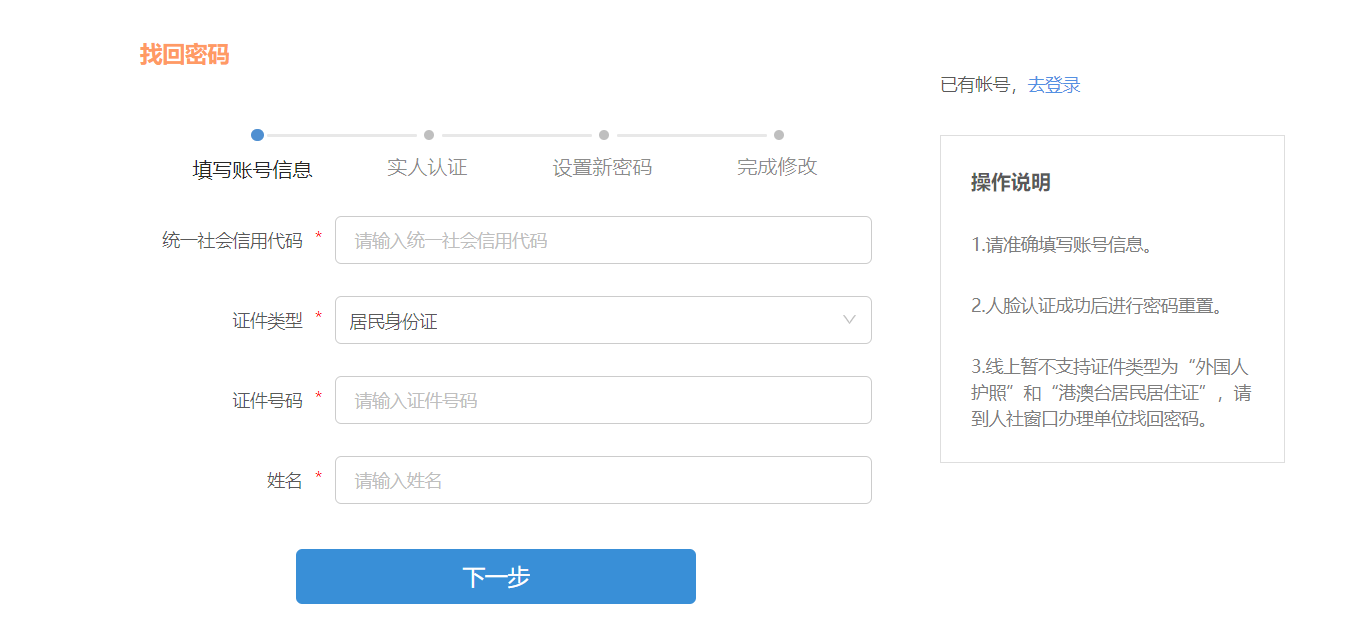 找回密码
已有帐号，去登录
填写账号信息
实人认证
设置新密码
完成修改
统一社会信用代码 *
请输入统一社会信用代码
证件类型 *
居民身份证
证件号码 *
请输入证件号码
姓名 *
请输入姓名
下一步
操作说明
1.请准确填写账号信息。
2.人脸认证成功后进行密码重置。
3.线上暂不支持证件类型为“外国人
护照”和“港澳台居民居住证”，请
到人社窗口办理单位找回密码。